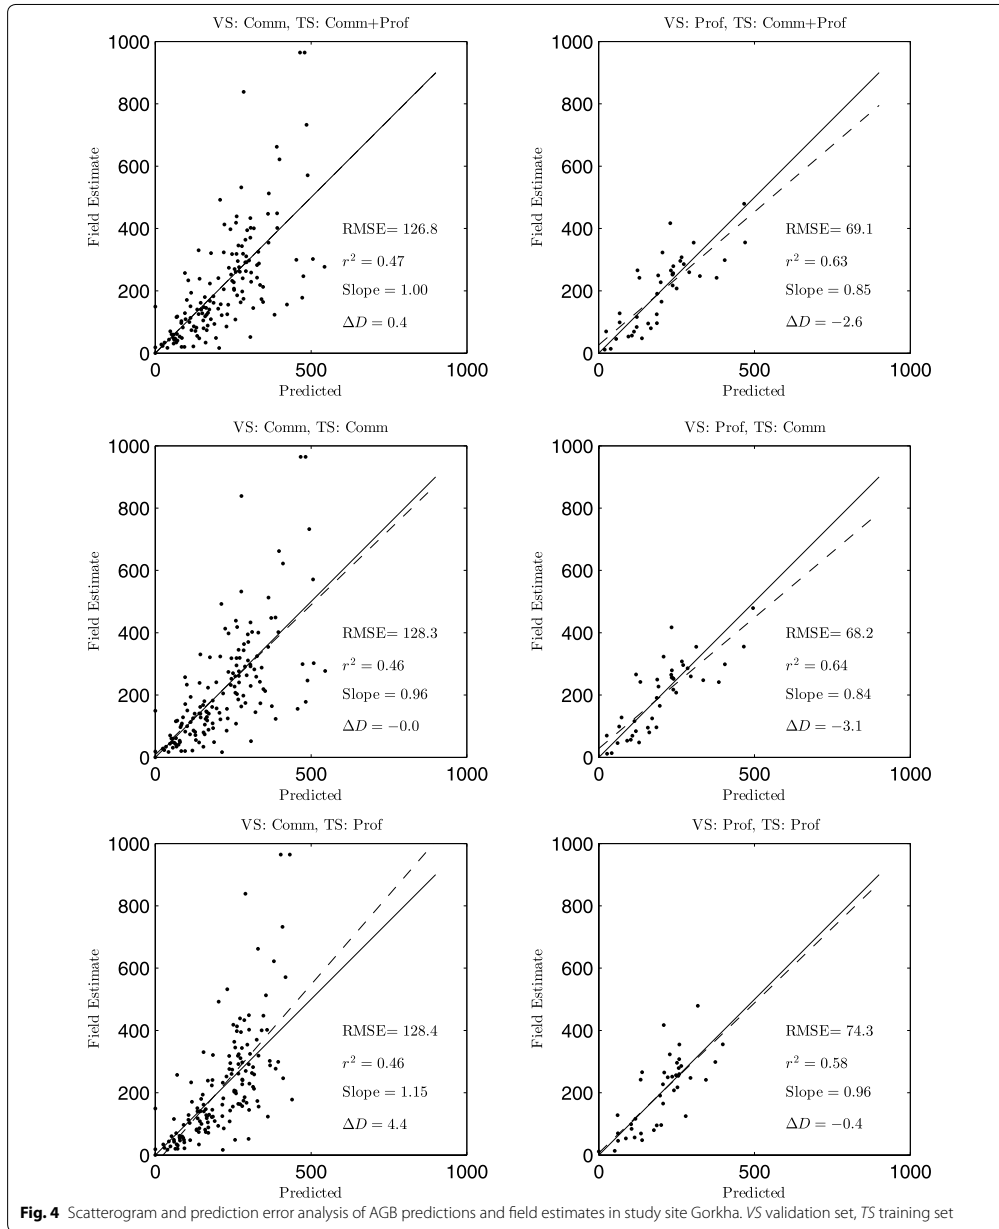 VS: Comm, TS: Comm+Prof
1000
800
600
400
200
0
0
500
1000
Field Estimate
Predicted
RMSE= 126.8
r² = 0.47
Slope = 1.00
ΔD = 0.4
VS: Prof, TS: Comm+Prof
1000
800
600
400
200
0
0
500
1000
Field Estimate
Predicted
RMSE= 69.1
r² = 0.63
Slope = 0.85
ΔD = −2.6
VS: Comm, TS: Comm
1000
800
600
400
200
0
0
500
1000
Field Estimate
Predicted
RMSE= 128.3
r² = 0.46
Slope = 0.96
ΔD = −0.0
VS: Prof, TS: Comm
1000
800
600
400
200
0
0
500
1000
Field Estimate
Predicted
RMSE= 68.2
r² = 0.64
Slope = 0.84
ΔD = −3.1
VS: Comm, TS: Prof
1000
800
600
400
200
0
0
500
1000
Field Estimate
Predicted
RMSE= 128.4
r² = 0.46
Slope = 1.15
ΔD = 4.4
VS: Prof, TS: Prof
1000
800
600
400
200
0
0
500
1000
Field Estimate
Predicted
RMSE= 74.3
r² = 0.58
Slope = 0.96
ΔD = −0.4
Fig. 4 Scatterogram and prediction error analysis of AGB predictions and field estimates in study site Gorkha. VS validation set, TS training set